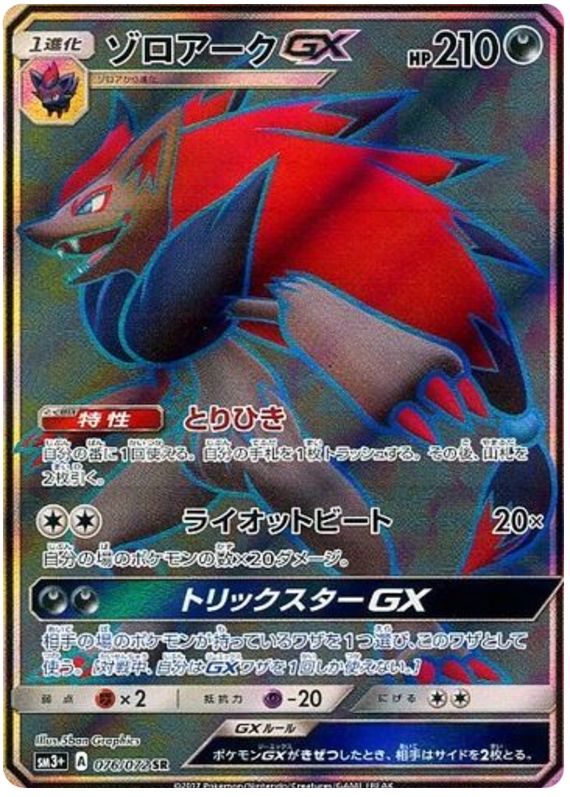 1進化
ゾロアークGX
HP210
ゾロアから進化
特性 とりひき
自分の番に1回使える。自分の手札を1枚トラッシュする。その後、山札を
2枚引く。
ライオットビート 20×
自分の場のポケモンの数×20ダメージ。
トリックスターGX
相手の場のポケモンが持っているワザを1つ選び、このワザとして
使う。[対戦中、自分はGXワザを1回しか使えない。]
弱点 ×2 抵抗力 -20 にげる
GXルール
ポケモンGXがきぜつしたとき、相手はサイドを2枚とる。
illus.5ban Graphics
SM3+ A 076/072 SR
©2017 Pokémon/Nintendo/Creatures/GAME FREAK